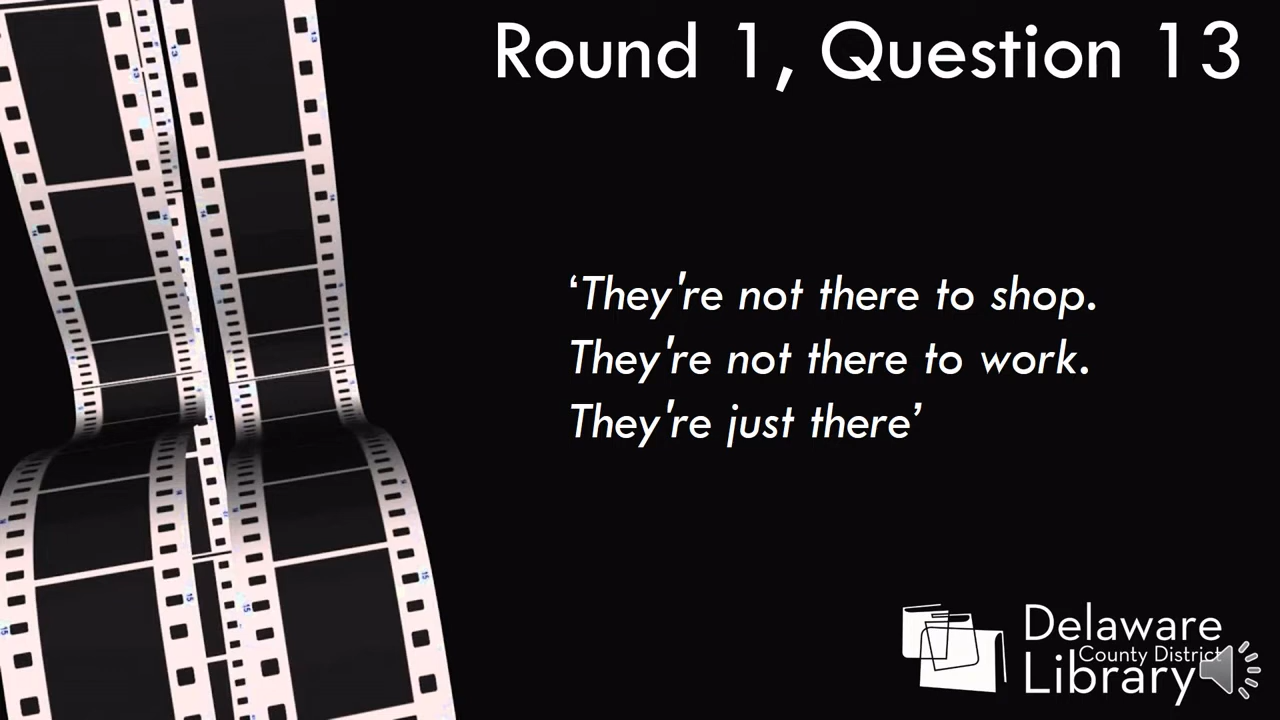 Round 1, Question 13
‘They're not there to shop.
They're not there to work.
They're just there’
Delaware
County District
Library